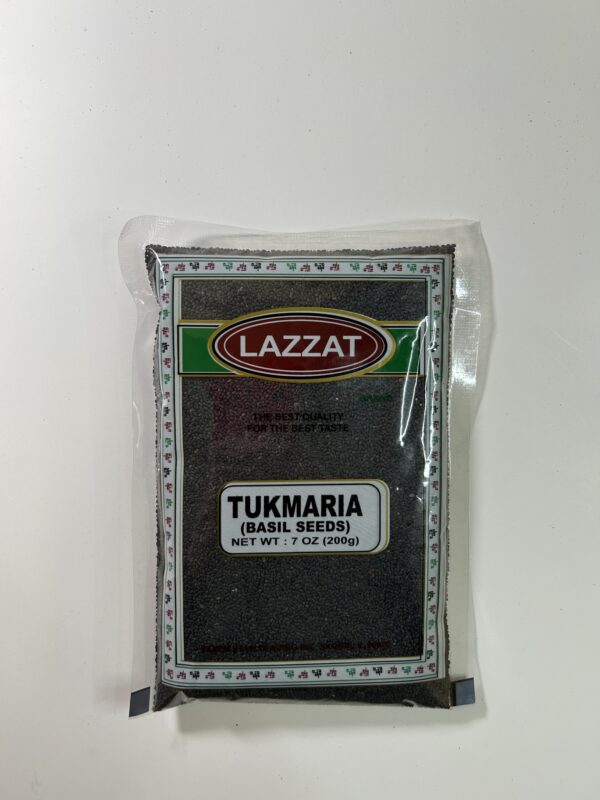 LAZZAT
THE BEST QUALITY
FOR THE BEST TASTE
TUKMARIA
(BASIL SEEDS)
NET WT : 7 OZ (200g)